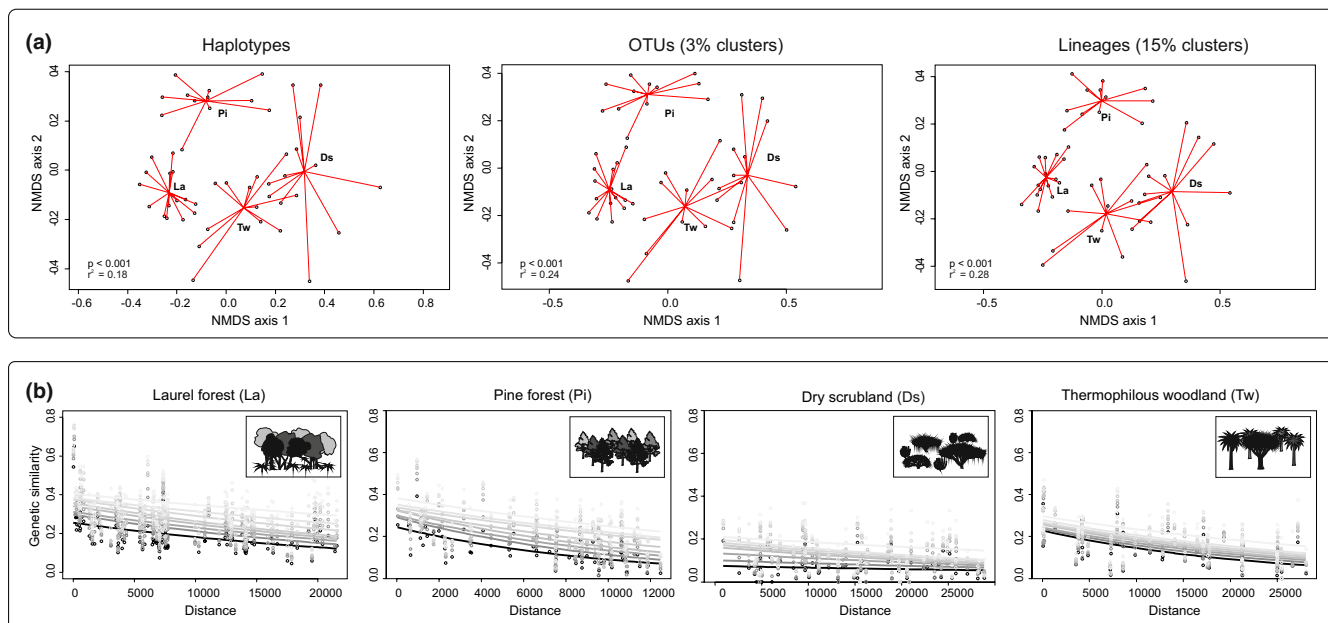 (a)
Haplotypes
OTUs (3% clusters)
Lineages (15% clusters)
NMDS axis 2
0.4
0.2
0.0
-0.2
-0.4
Pi
La
Tw
Ds
p < 0.001
r² = 0.18
-0.6
-0.4
-0.2
0.0
0.2
0.4
0.6
0.8
NMDS axis 1
NMDS axis 2
0.4
0.2
0.0
-0.2
0.4
Pi
La
Tw
Ds
p < 0.001
r² = 0.24
-0.5
0.0
0.5
NMDS axis 1
NMDS axis 2
0.4
0.2
0.0
-0.2
-0.4
Pi
La
Tw
Ds
p < 0.001
r² = 0.28
-0.5
0.0
0.5
NMDS axis 1
(b)
Laurel forest (La)
Pine forest (Pi)
Dry scrubland (Ds)
Thermophilous woodland (Tw)
Genetic similarity
0.8
0.6
0.4
0.2
0.0
0
5000
10000
15000
20000
Distance
0.8
0.6
0.4
0.2
0.0
0
2000
4000
6000
8000
10000
12000
Distance
0.8
0.6
0.4
0.2
0.0
0
5000
10000
15000
20000
25000
Distance
0.8
0.6
0.4
0.2
0.0
0
5000
10000
15000
20000
25000
Distance